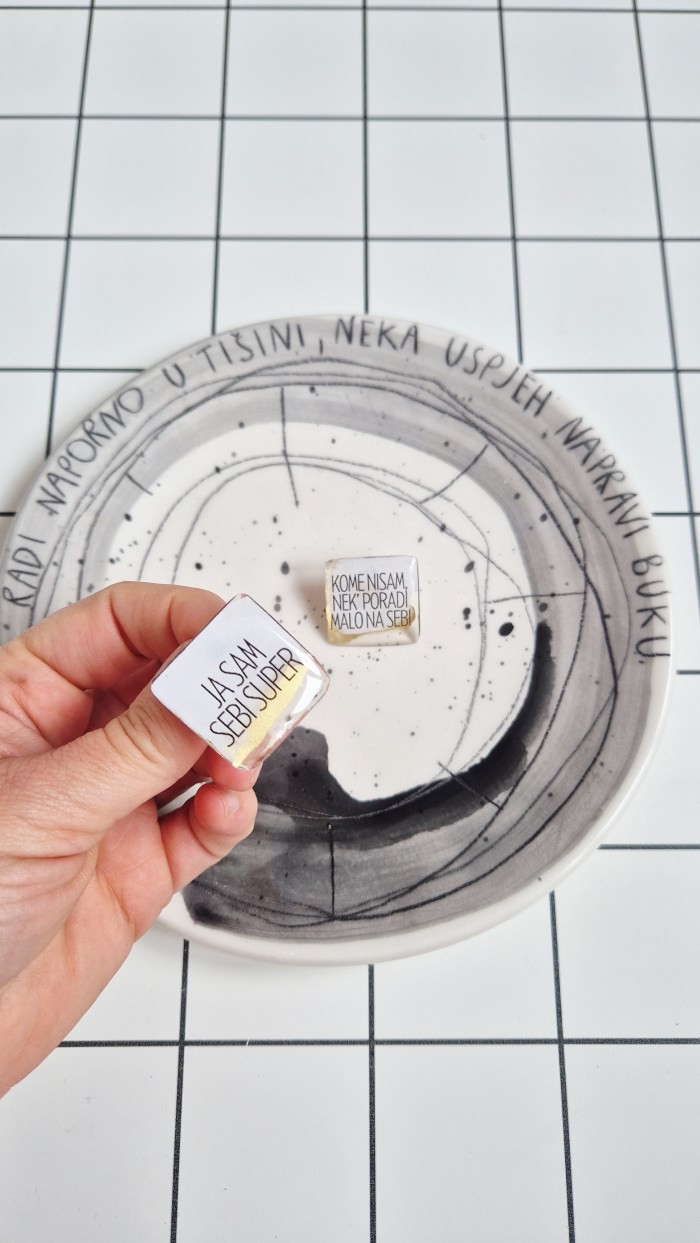 RADI NAPORNO U TIŠINI, NEKA USPJEH NAPRAVI BUKU.
KOME NISAM,
NEK' PORADI
MALO NA SEBI
JA SAM
SEBI SUPER